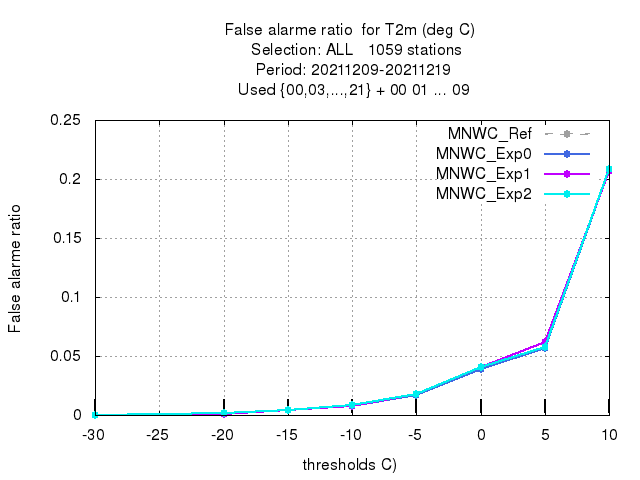 False alarme ratio  for T2m (deg C)
Selection: ALL   1059 stations
Period: 20211209-20211219
Used {00,03,...,21} + 00 01 ... 09
MNWC_Ref
MNWC_Exp0
MNWC_Exp1
MNWC_Exp2
False alarme ratio
0.25
0.2
0.15
0.1
0.05
0
-30 -25 -20 -15 -10 -5 0 5 10
thresholds C)